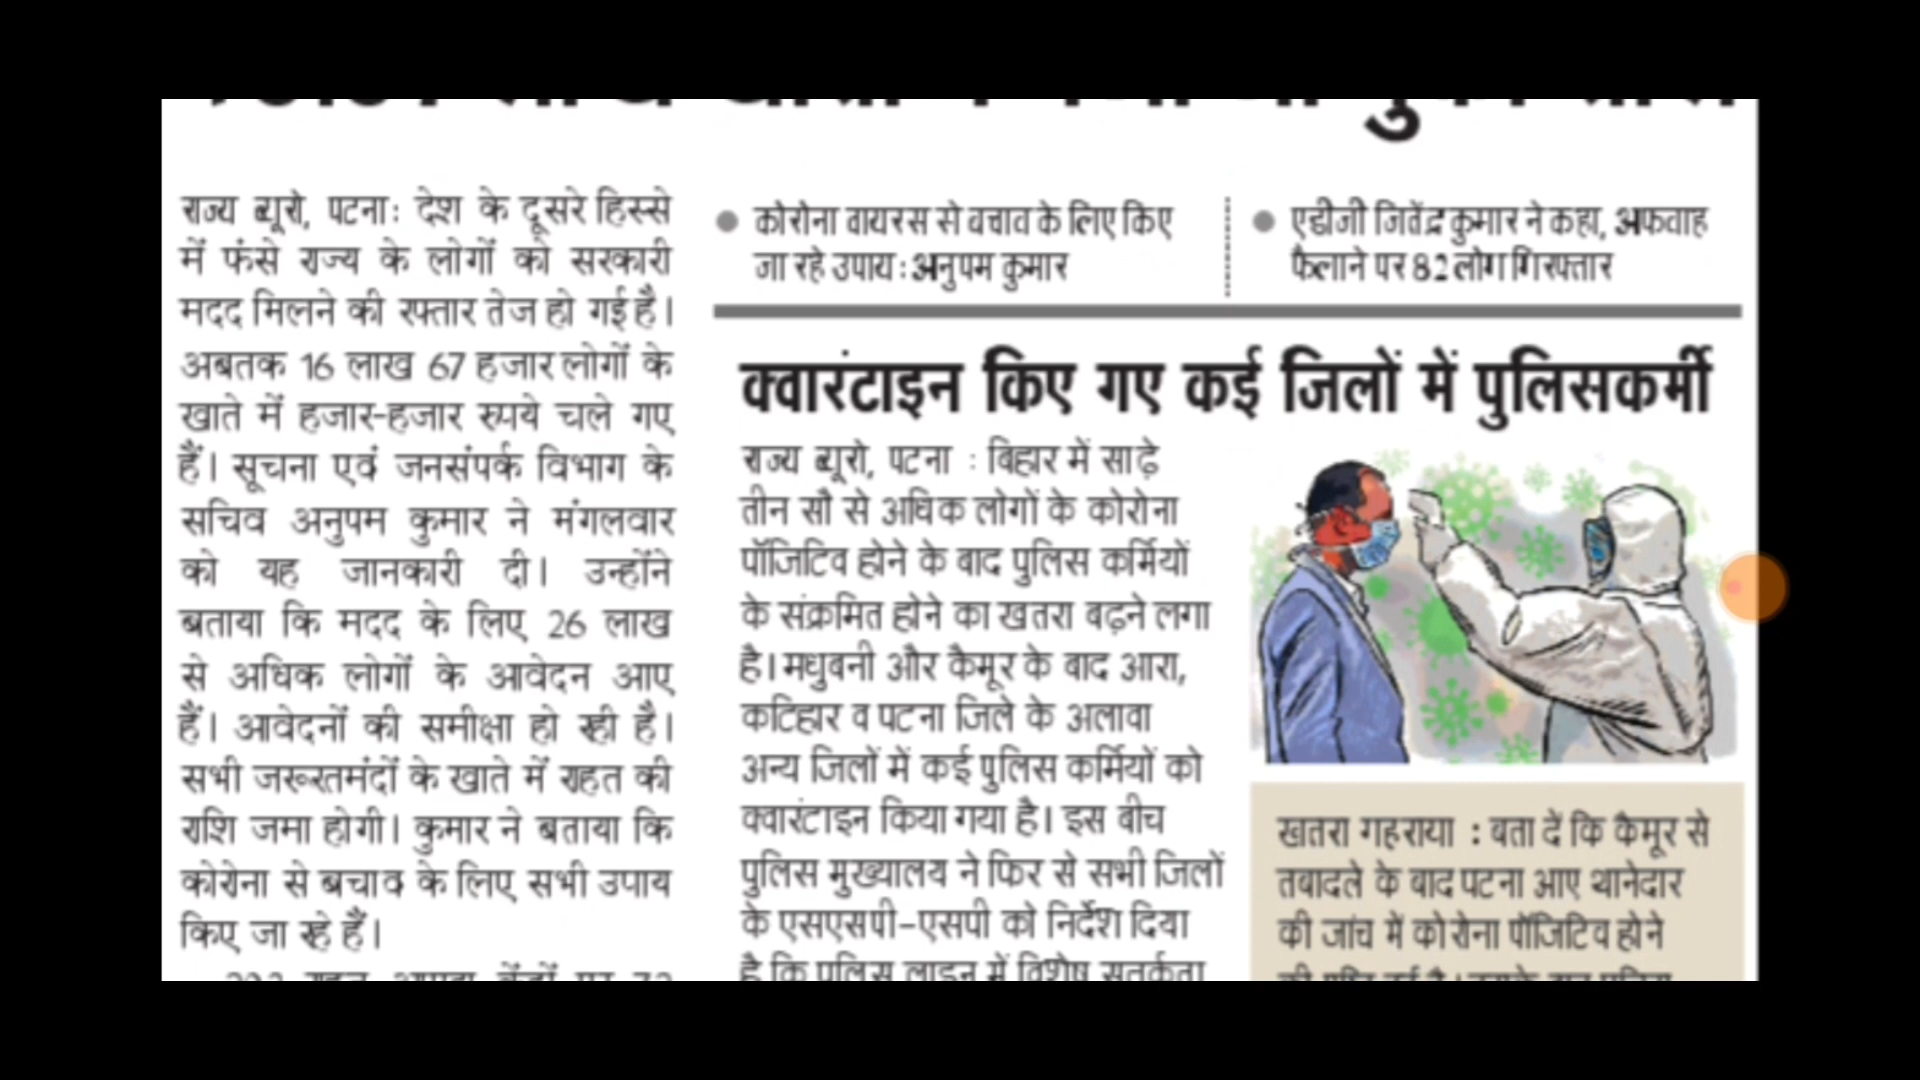 राज्य ब्यूरो, पटना: देश के दूसरे हिस्से
में फंसे राज्य के लोगों को सरकारी
मदद मिलने की रफ्तार तेज हो गई है।
अबतक 16 लाख 67 हजार लोगों के
खाते में हजार-हजार रुपये चले गए
हैं। सूचना एवं जनसंपर्क विभाग के
सचिव अनुपम कुमार ने मंगलवार
को यह जानकारी दी। उन्होंने
बताया कि मदद के लिए 26 लाख
से अधिक लोगों के आवेदन आए
हैं। आवेदनों की समीक्षा हो रही है।
सभी जरूरतमंदों के खाते में राहत की
राशि जमा होगी। कुमार ने बताया कि
कोरोना से बचाव के लिए सभी उपाय
किए जा रहे हैं।
कोरोना वायरस से बचाव के लिए किए
जा रहे उपाय : अनुपम कुमार
एडीजी जितेंद्र कुमार ने कहा, अफवाह
फैलाने पर 82 लोग गिरफ्तार
क्वारंटाइन किए गए कई जिलों में पुलिसकर्मी
राज्य ब्यूरो, पटना : बिहार में साढ़े
तीन सौ से अधिक लोगों के कोरोना
पॉजिटिव होने के बाद पुलिस कर्मियों
के संक्रमित होने का खतरा बढ़ने लगा
है। मधुबनी और कैमूर के बाद आरा,
कटिहार व पटना जिले के अलावा
अन्य जिलों में कई पुलिस कर्मियों को
क्वारंटाइन किया गया है। इस बीच
पुलिस मुख्यालय ने फिर से सभी जिलों
के एसएसपी-एसपी को निर्देश दिया
है कि पुलिस लाइन में विशेष सतर्कता
खतरा गहराया : बता दें कि कैमूर से
तबादले के बाद पटना आए थानेदार
की जांच में कोरोना पॉजिटिव होने